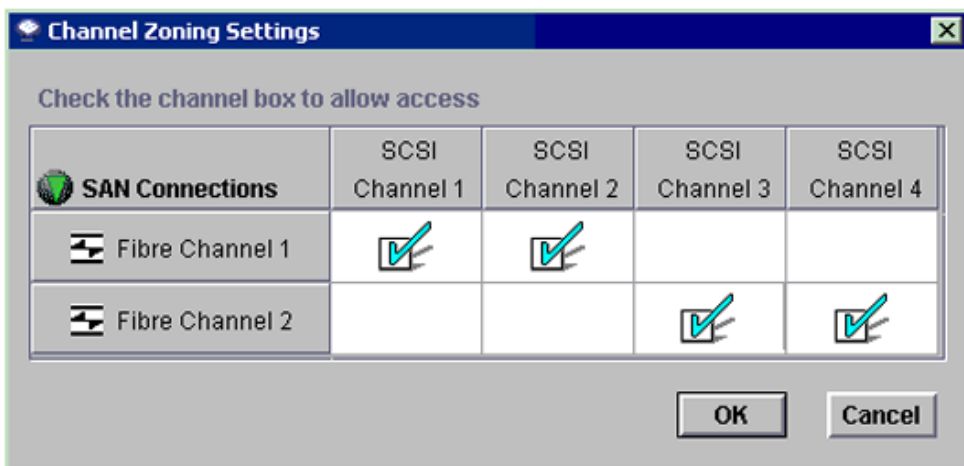 Channel Zoning Settings
Check the channel box to allow access
SAN Connections
SCSI Channel 1
SCSI Channel 2
SCSI Channel 3
SCSI Channel 4
Fibre Channel 1
Fibre Channel 2
OK
Cancel